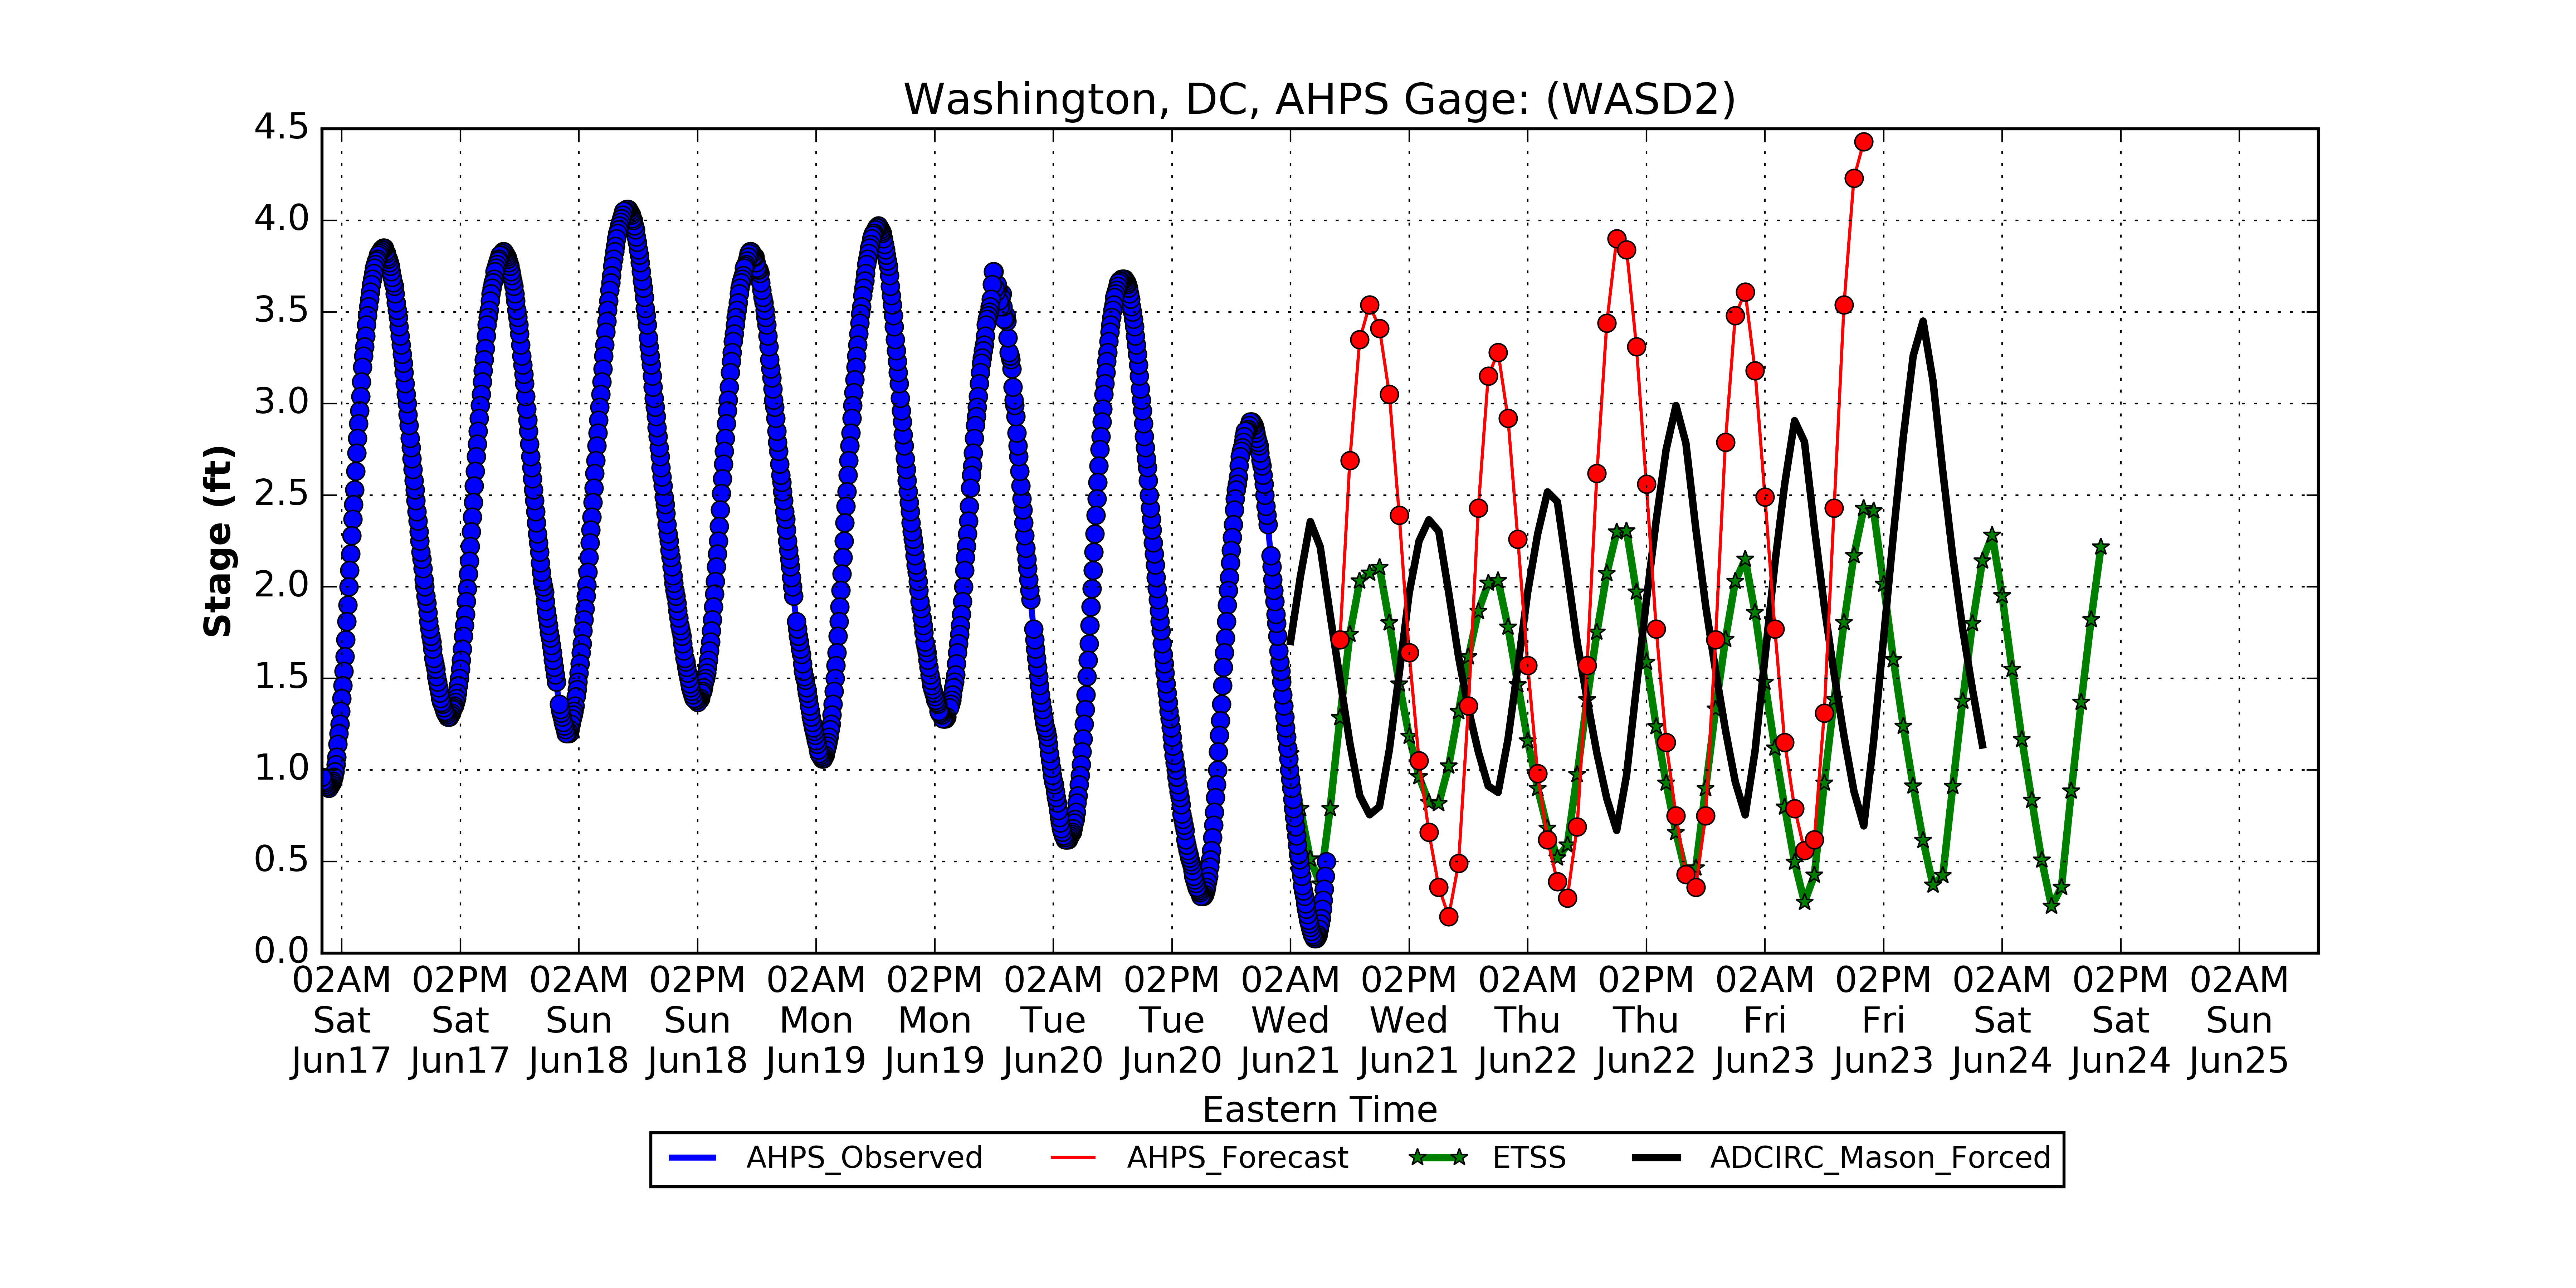 Washington, DC, AHPS Gage: (WASD2)
Stage (ft)
4.5
4.0
3.5
3.0
2.5
2.0
1.5
1.0
0.5
0.0
02AM 02PM 02AM 02PM 02AM 02PM 02AM 02PM 02AM 02PM 02AM 02PM 02AM 02PM 02AM 02PM 02AM
Sat Sat Sun Sun Mon Mon Tue Tue Wed Wed Thu Thu Fri Fri Sat Sat Sun
Jun17 Jun17 Jun18 Jun18 Jun19 Jun19 Jun20 Jun20 Jun21 Jun21 Jun22 Jun22 Jun23 Jun23 Jun24 Jun24 Jun25
Eastern Time
AHPS_Observed AHPS_Forecast ETSS ADCIRC_Mason_Forced